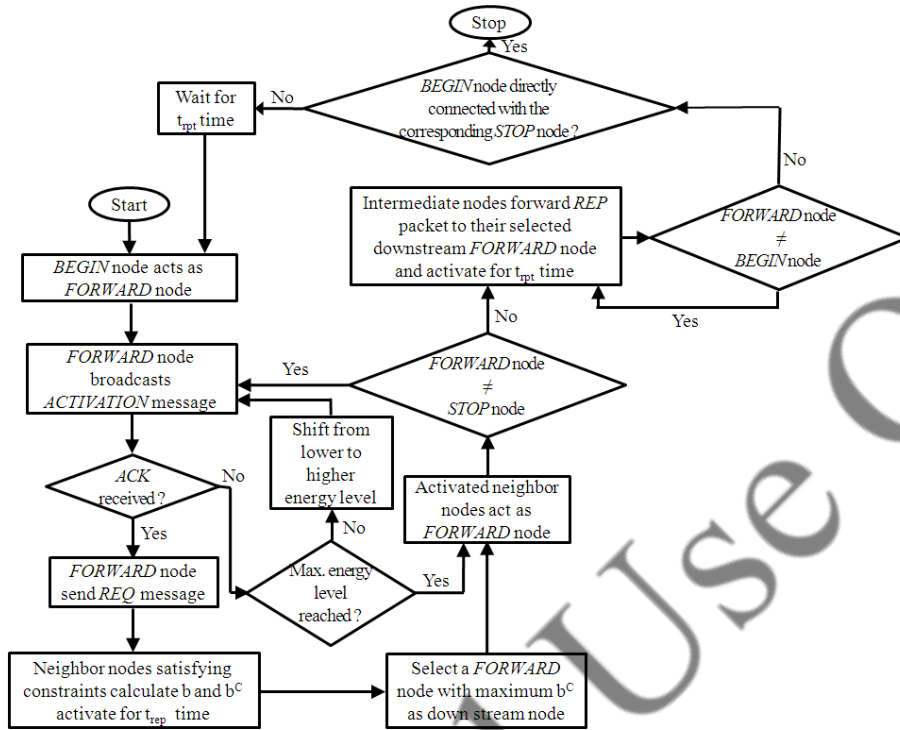 Stop
Yes
BEGIN node directly
connected with the
corresponding STOP node ?
No
Wait for
t_rpt time
No
Start
Intermediate nodes forward REP
packet to their selected
downstream FORWARD node
and activate for t_rpt time
FORWARD node
≠
BEGIN node
BEGIN node acts as
FORWARD node
No
Yes
FORWARD node
broadcasts
ACTIVATION message
Yes
FORWARD node
≠
STOP node
Shift from
lower to
higher
energy level
ACK
received ?
No
Activated neighbor
nodes act as
FORWARD node
Yes
No
FORWARD node
send REQ message
Max. energy
level
reached ?
Yes
Neighbor nodes satisfying
constraints calculate b and b^C
activate for t_rep time
Select a FORWARD
node with maximum b^C
as down stream node
Use